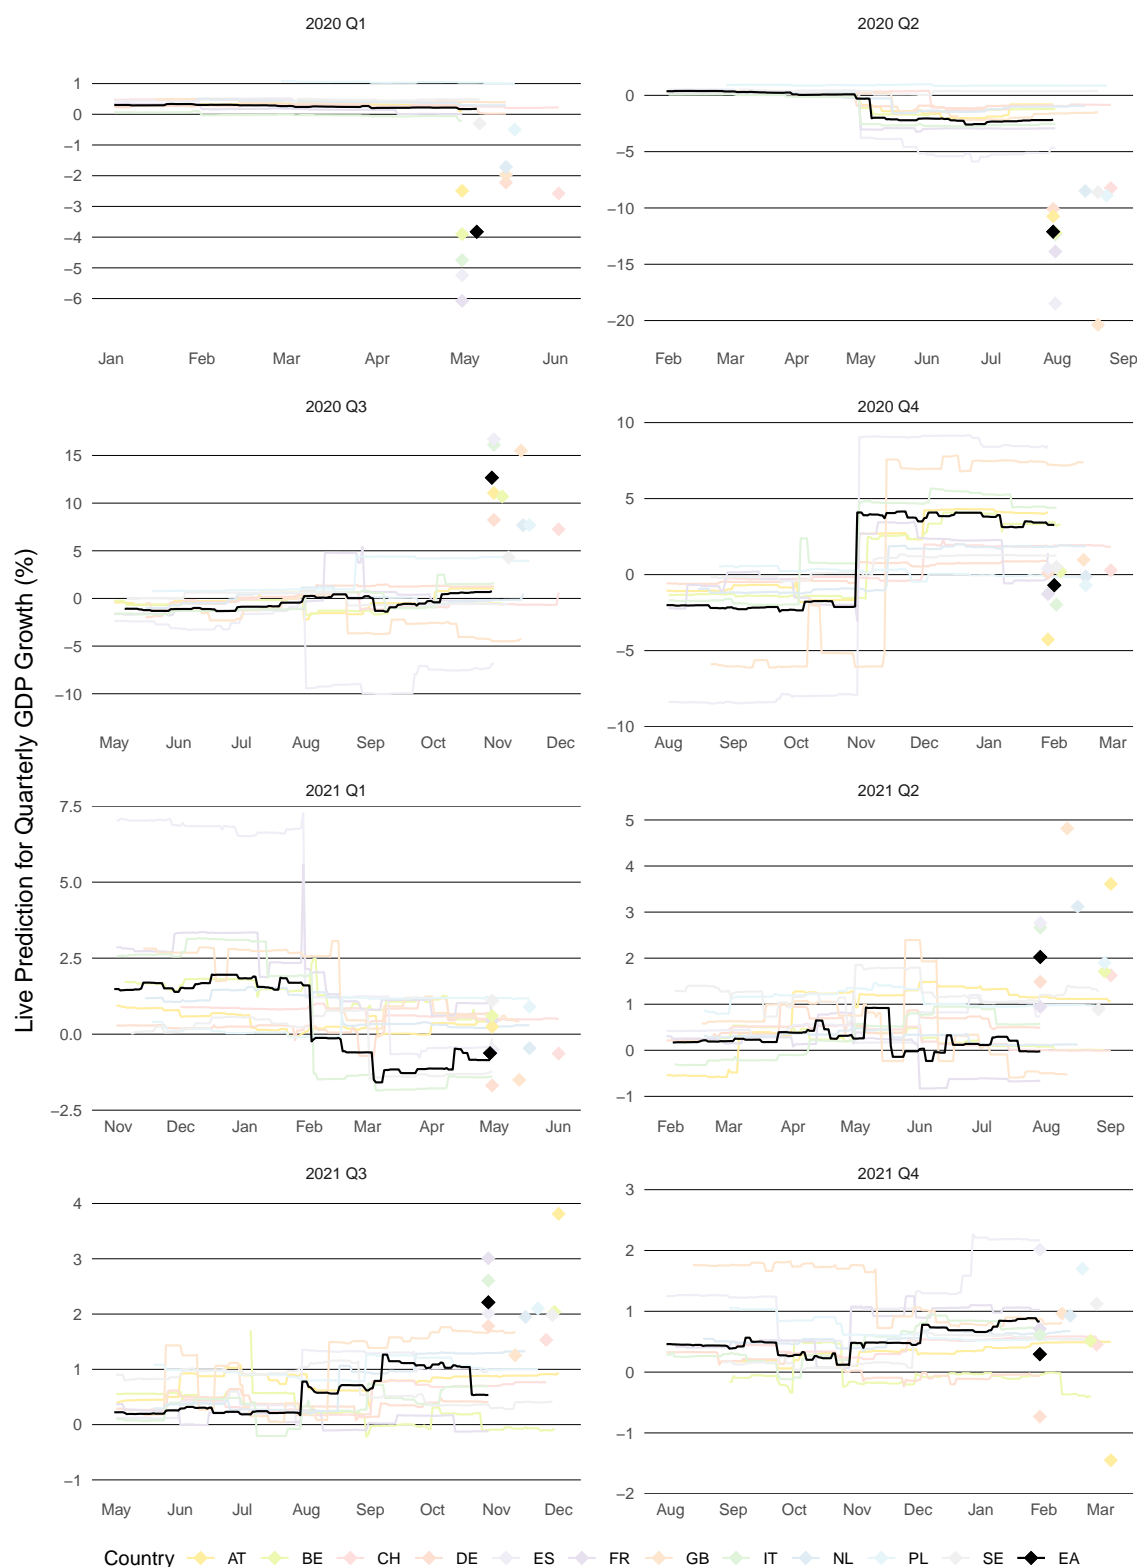 2020 Q1
2020 Q2
1
0
−1
−2
−3
−4
−5
−6
Jan Feb Mar Apr May Jun
0
−5
−10
−15
−20
Feb Mar Apr May Jun Jul Aug Sep
2020 Q3
2020 Q4
15
10
5
0
−5
−10
May Jun Jul Aug Sep Oct Nov Dec
10
5
0
−5
−10
Aug Sep Oct Nov Dec Jan Feb Mar
Live Prediction for Quarterly GDP Growth (%)
2021 Q1
2021 Q2
7.5
5.0
2.5
0.0
−2.5
Nov Dec Jan Feb Mar Apr May Jun
5
4
3
2
1
0
−1
Feb Mar Apr May Jun Jul Aug Sep
2021 Q3
2021 Q4
4
3
2
1
0
−1
May Jun Jul Aug Sep Oct Nov Dec
3
2
1
0
−1
−2
Aug Sep Oct Nov Dec Jan Feb Mar
Country AT BE CH DE ES FR GB IT NL PL SE EA